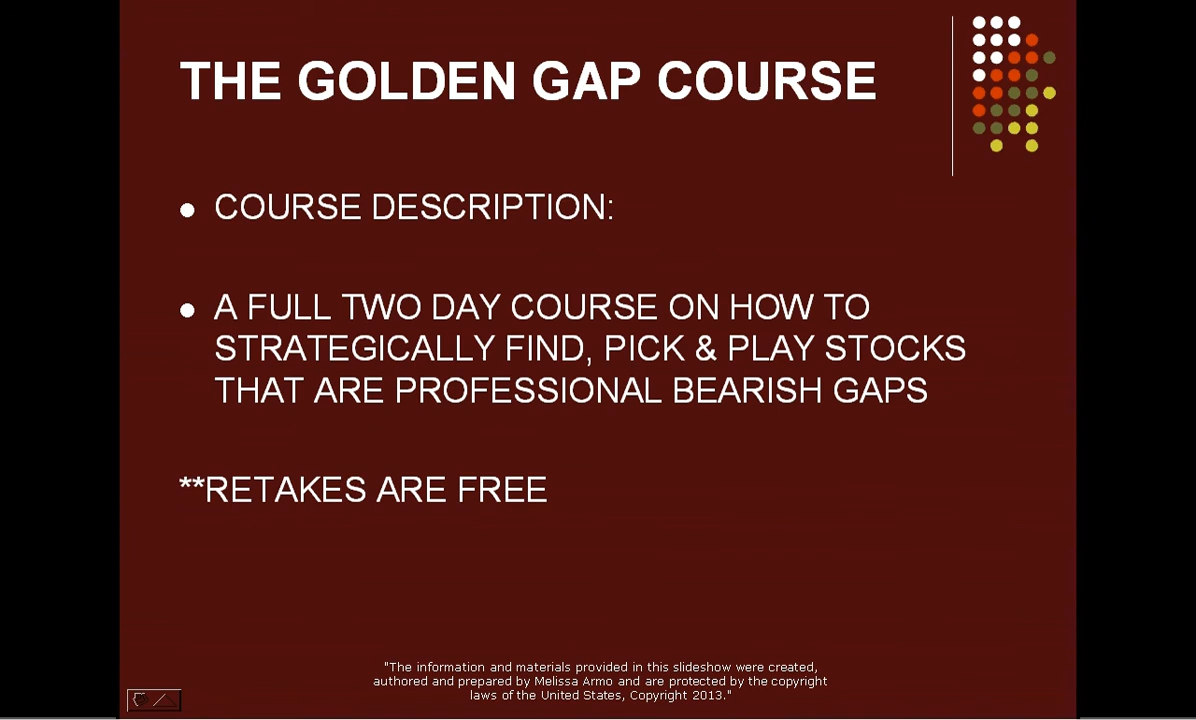 THE GOLDEN GAP COURSE
● COURSE DESCRIPTION:
● A FULL TWO DAY COURSE ON HOW TO
STRATEGICALLY FIND, PICK & PLAY STOCKS
THAT ARE PROFESSIONAL BEARISH GAPS
**RETAKES ARE FREE
"The information and materials provided in this slideshow were created,
authored and prepared by Melissa Armo and are protected by the copyright
laws of the United States, Copyright 2013."